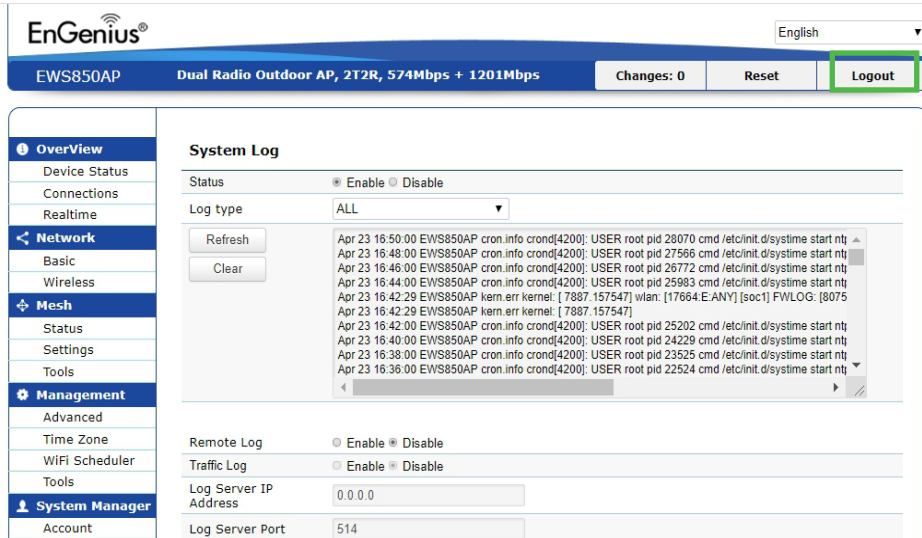 EnGenius®
English
EWS850AP
Dual Radio Outdoor AP, 2T2R, 574Mbps + 1201Mbps
Changes: 0
Reset
Logout
OverView
Device Status
Connections
Realtime
Network
Basic
Wireless
Mesh
Status
Settings
Tools
Management
Advanced
Time Zone
WiFi Scheduler
Tools
System Manager
Account
System Log
Status Enable Disable
Log type ALL
Refresh
Clear
Apr 23 16:50:00 EWS850AP cron.info crond[4200]: USER root pid 28070 cmd /etc/init.d/systime start ntp
Apr 23 16:48:00 EWS850AP cron.info crond[4200]: USER root pid 27566 cmd /etc/init.d/systime start ntp
Apr 23 16:46:00 EWS850AP cron.info crond[4200]: USER root pid 26772 cmd /etc/init.d/systime start ntp
Apr 23 16:44:00 EWS850AP cron.info crond[4200]: USER root pid 25983 cmd /etc/init.d/systime start ntp
Apr 23 16:42:29 EWS850AP kern.err kernel: [ 7887.157547] wlan: [17664:E:ANY] [soc1] FWLOG: [8075
Apr 23 16:42:29 EWS850AP kern.err kernel: [ 7887.157547]
Apr 23 16:42:00 EWS850AP cron.info crond[4200]: USER root pid 25202 cmd /etc/init.d/systime start ntp
Apr 23 16:40:00 EWS850AP cron.info crond[4200]: USER root pid 24229 cmd /etc/init.d/systime start ntp
Apr 23 16:38:00 EWS850AP cron.info crond[4200]: USER root pid 23525 cmd /etc/init.d/systime start ntp
Apr 23 16:36:00 EWS850AP cron.info crond[4200]: USER root pid 22524 cmd /etc/init.d/systime start ntp
Remote Log Enable Disable
Traffic Log Enable Disable
Log Server IP
Address
0.0.0.0
Log Server Port 514